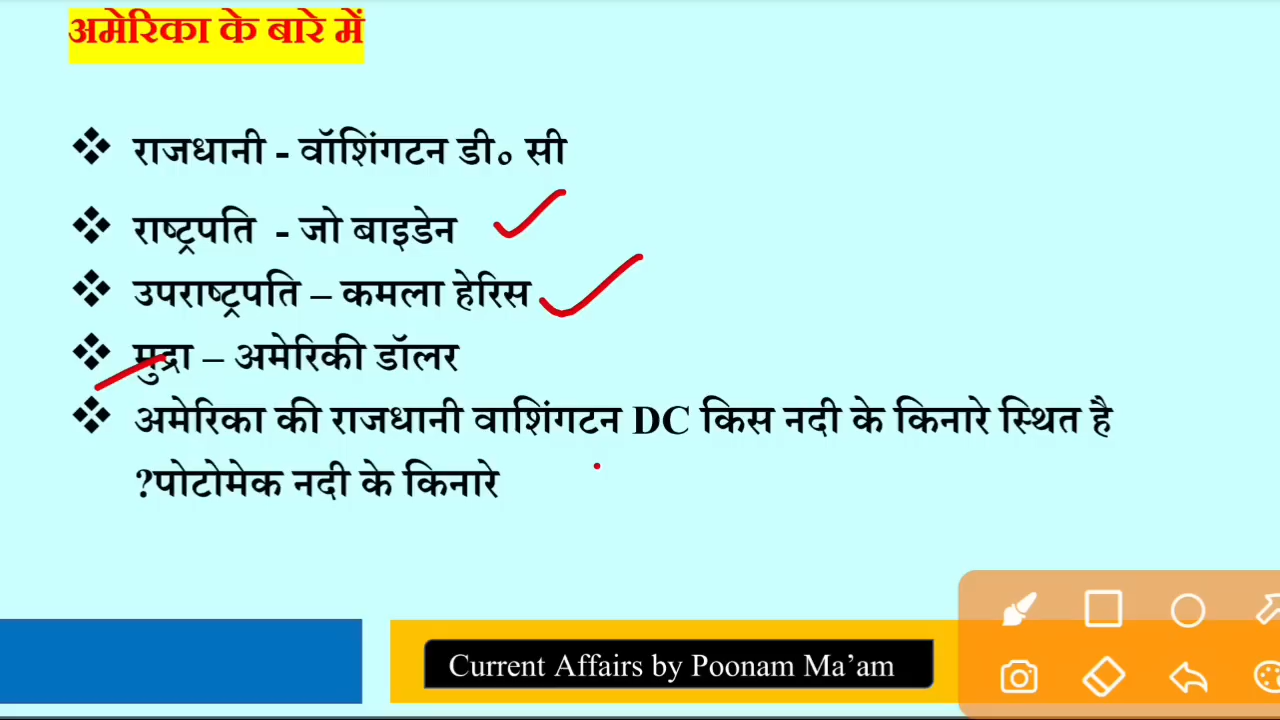 अमेरिका के बारे में
❖ राजधानी - वॉशिंगटन डी॰ सी
❖ राष्ट्रपति - जो बाइडेन
❖ उपराष्ट्रपति – कमला हेरिस
❖ मुद्रा – अमेरिकी डॉलर
❖ अमेरिका की राजधानी वाशिंगटन DC किस नदी के किनारे स्थित है
?पोटोमेक नदी के किनारे
Current Affairs by Poonam Ma’am